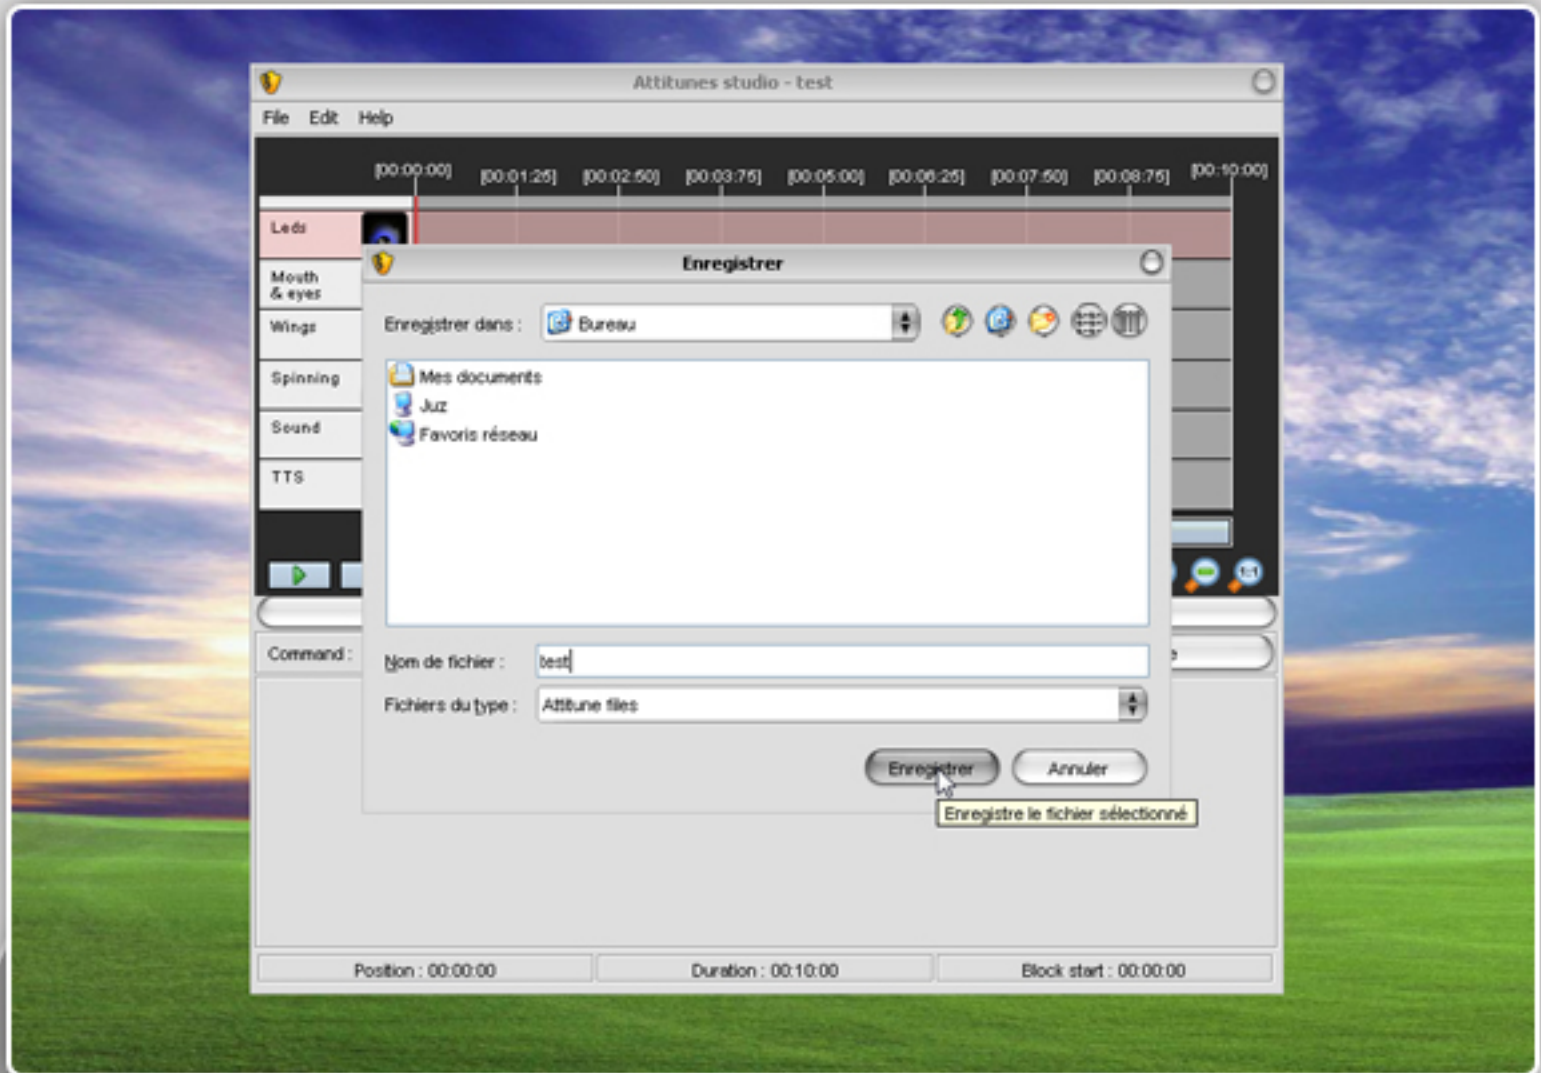 Attitunes studio - test
File Edit Help
[00:00:00] [00:01:25] [00:02:50] [00:03:75] [00:05:00] [00:06:25] [00:07:50] [00:08:75] [00:10:00]
Leds
Mouth
& eyes
Wings
Spinning
Sound
TTS
Enregistrer
Enregistrer dans :
Bureau
Mes documents
Juz
Favoris réseau
1:1
Command :
Nom de fichier :
test
Fichiers du type :
Attitune files
Enregistrer
Annuler
Enregistre le fichier sélectionné
Position : 00:00:00
Duration : 00:10:00
Block start : 00:00:00